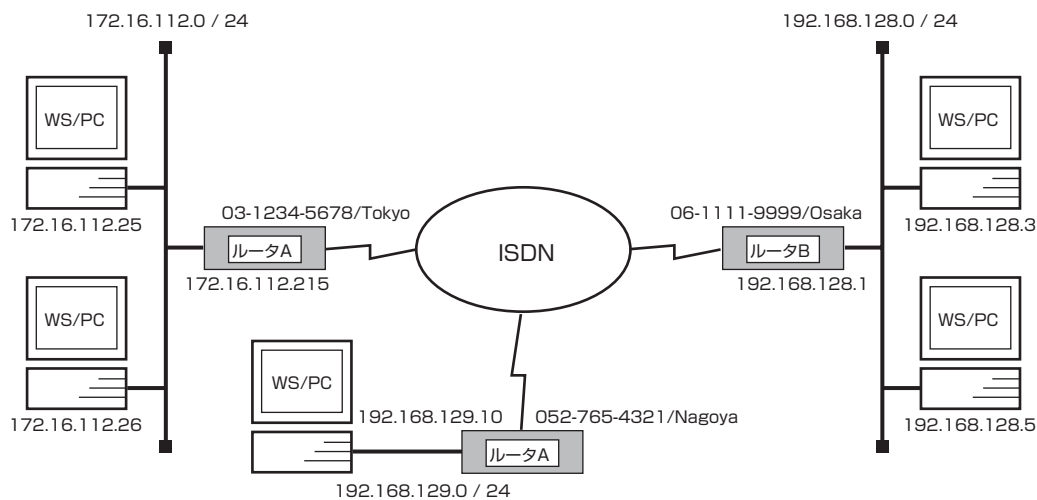 172.16.112.0 / 24
192.168.128.0 / 24
WS/PC
WS/PC
172.16.112.25
03-1234-5678/Tokyo
06-1111-9999/Osaka
192.168.128.3
ルータA
ISDN
ルータB
172.16.112.215
192.168.128.1
WS/PC
WS/PC
WS/PC
172.16.112.26
192.168.129.10
052-765-4321/Nagoya
192.168.128.5
ルータA
192.168.129.0 / 24